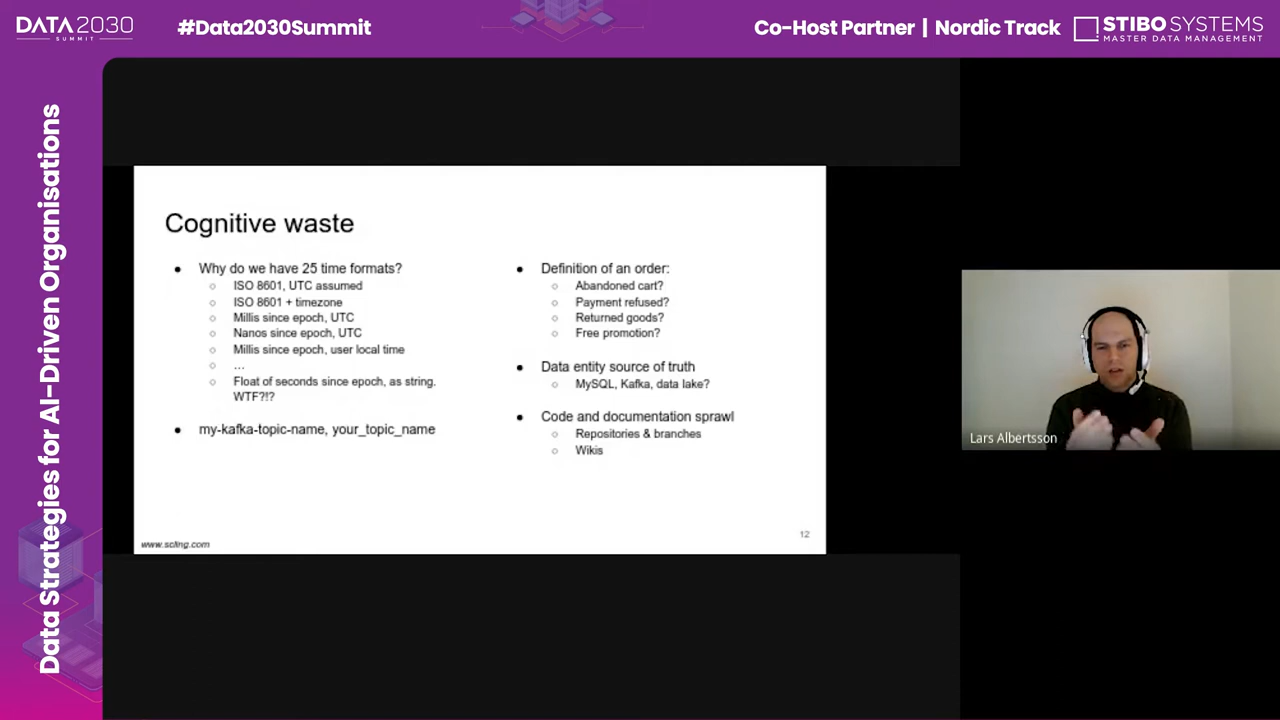 DATA2030
SUMMIT
#Data2030Summit
Co-Host Partner | Nordic Track
STIBO SYSTEMS
MASTER DATA MANAGEMENT
Data Strategies for AI-Driven Organisations
Cognitive waste
● Why do we have 25 time formats?
○ ISO 8601, UTC assumed
○ ISO 8601 + timezone
○ Millis since epoch, UTC
○ Nanos since epoch, UTC
○ Millis since epoch, user local time
○ ...
○ Float of seconds since epoch, as string.
WTF?!?
● my-kafka-topic-name, your_topic_name
● Definition of an order:
○ Abandoned cart?
○ Payment refused?
○ Returned goods?
○ Free promotion?
● Data entity source of truth
○ MySQL, Kafka, data lake?
● Code and documentation sprawl
○ Repositories & branches
○ Wikis
www.scling.com
12
Lars Albertsson